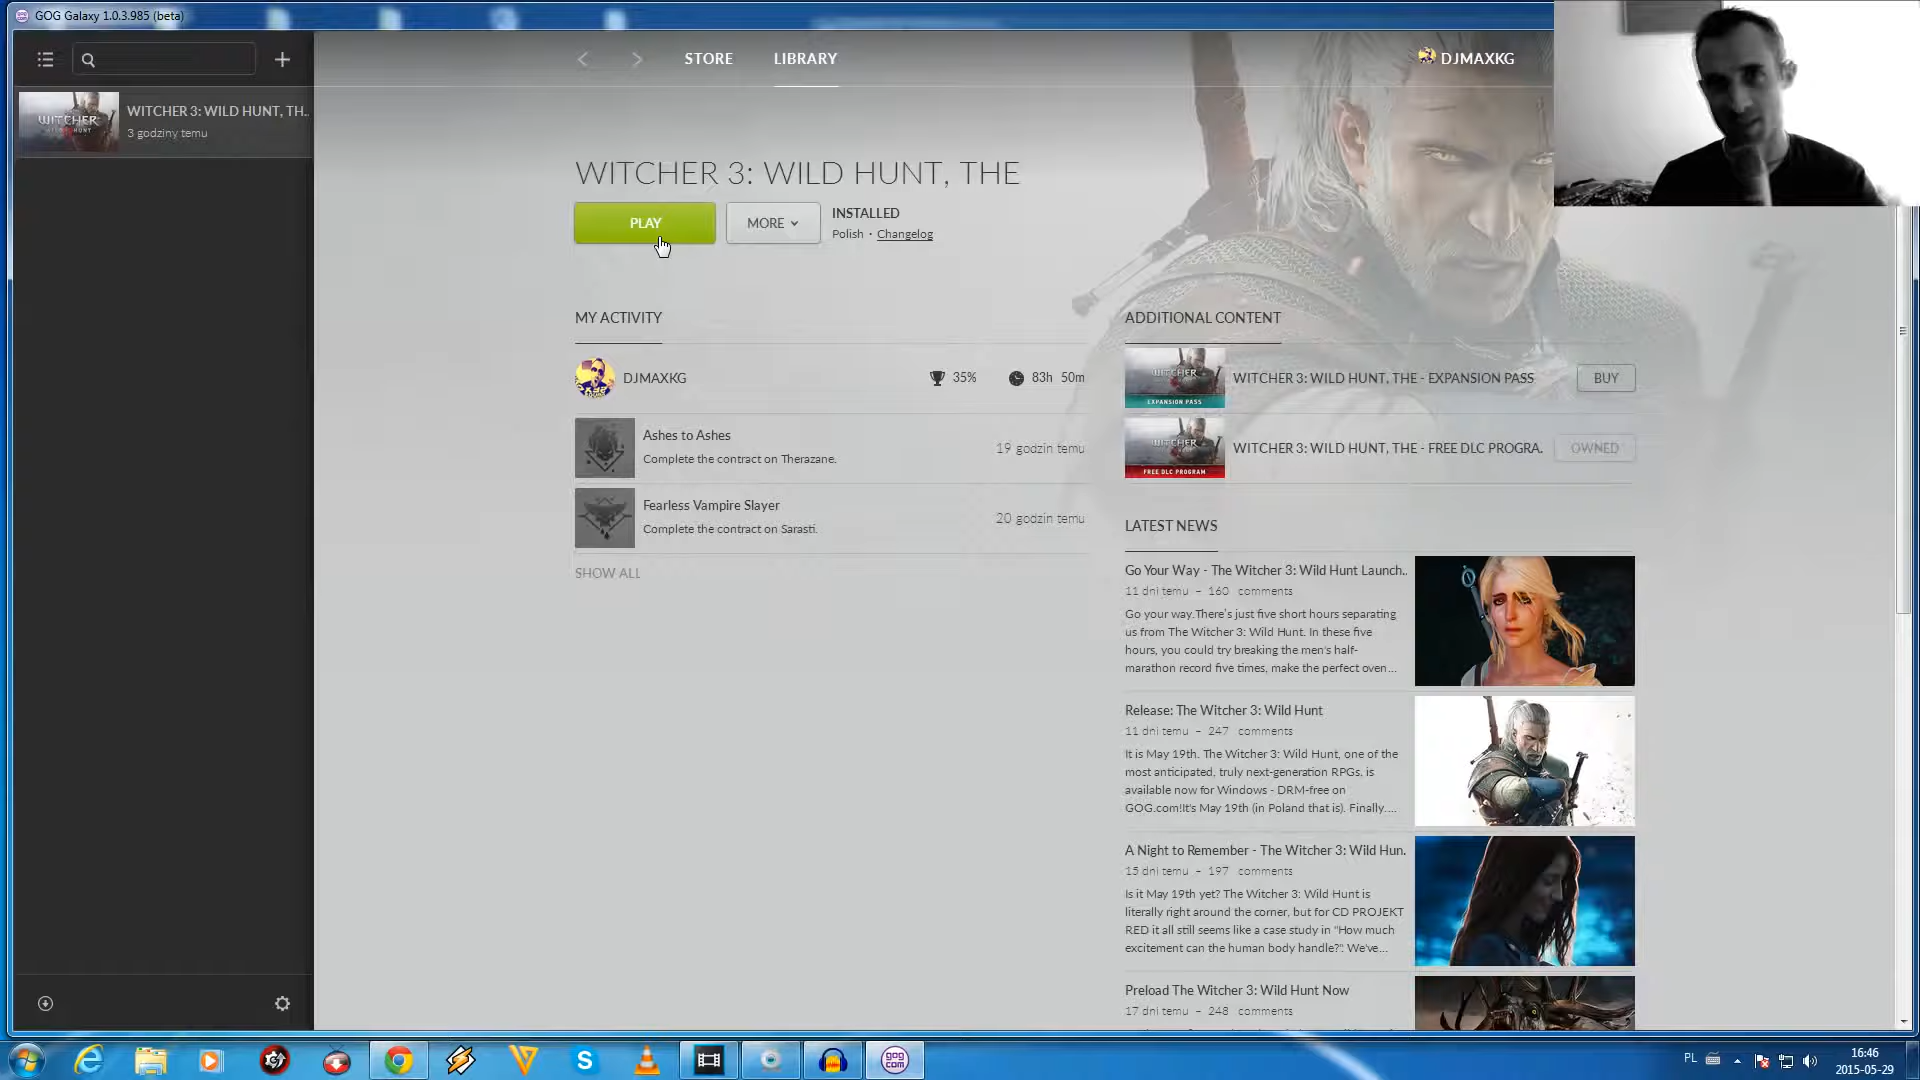 GOG Galaxy 1.0.3.985 (beta)
STORE
LIBRARY
DJMAXKG
WITCHER 3: WILD HUNT, TH..
3 godziny temu
WITCHER
WILD HUNT
WITCHER 3: WILD HUNT, THE
PLAY
MORE
INSTALLED
Polish · Changelog
MY ACTIVITY
DJMAXKG
35%
83h 50m
Ashes to Ashes
Complete the contract on Therazane.
19 godzin temu
Fearless Vampire Slayer
Complete the contract on Sarasti.
20 godzin temu
SHOW ALL
ADDITIONAL CONTENT
WITCHER
EXPANSION PASS
WITCHER 3: WILD HUNT, THE - EXPANSION PASS
BUY
WITCHER
FREE DLC PROGRAM
WITCHER 3: WILD HUNT, THE - FREE DLC PROGRA.
OWNED
LATEST NEWS
Go Your Way - The Witcher 3: Wild Hunt Launch..
11 dni temu - 160 comments
Go your way.There's just five short hours separating
us from The Witcher 3: Wild Hunt. In these five
hours, you could try breaking the men's half-
marathon record five times, make the perfect oven...
Release: The Witcher 3: Wild Hunt
11 dni temu - 247 comments
It is May 19th. The Witcher 3: Wild Hunt, one of the
most anticipated, truly next-generation RPGs, is
available now for Windows - DRM-free on
GOG.com!It's May 19th (in Poland that is). Finally....
A Night to Remember - The Witcher 3: Wild Hun.
15 dni temu - 197 comments
Is it May 19th yet? The Witcher 3: Wild Hunt is
literally right around the corner, but for CD PROJEKT
RED it all still seems like a case study in "How much
excitement can the human body handle?". We've...
Preload The Witcher 3: Wild Hunt Now
17 dni temu - 248 comments
gog
com
PL
16:46
2015-05-29